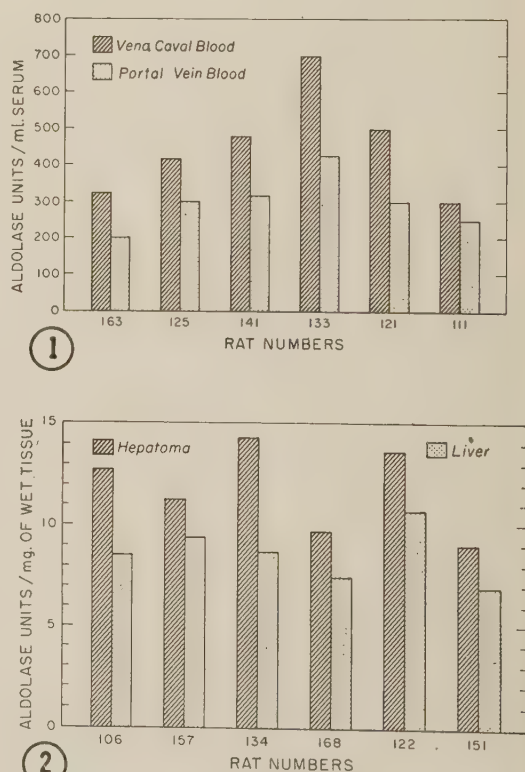 800
700
600
500
400
300
200
100
0
ALDOLASE UNITS/ml. SERUM
Vena Caval Blood
Portal Vein Blood
163 125 141 133 121 111
RAT NUMBERS
1
15
10
5
0
ALDOLASE UNITS/mg. OF WET TISSUE
Hepatoma
Liver
106 157 134 168 122 151
RAT NUMBERS
2